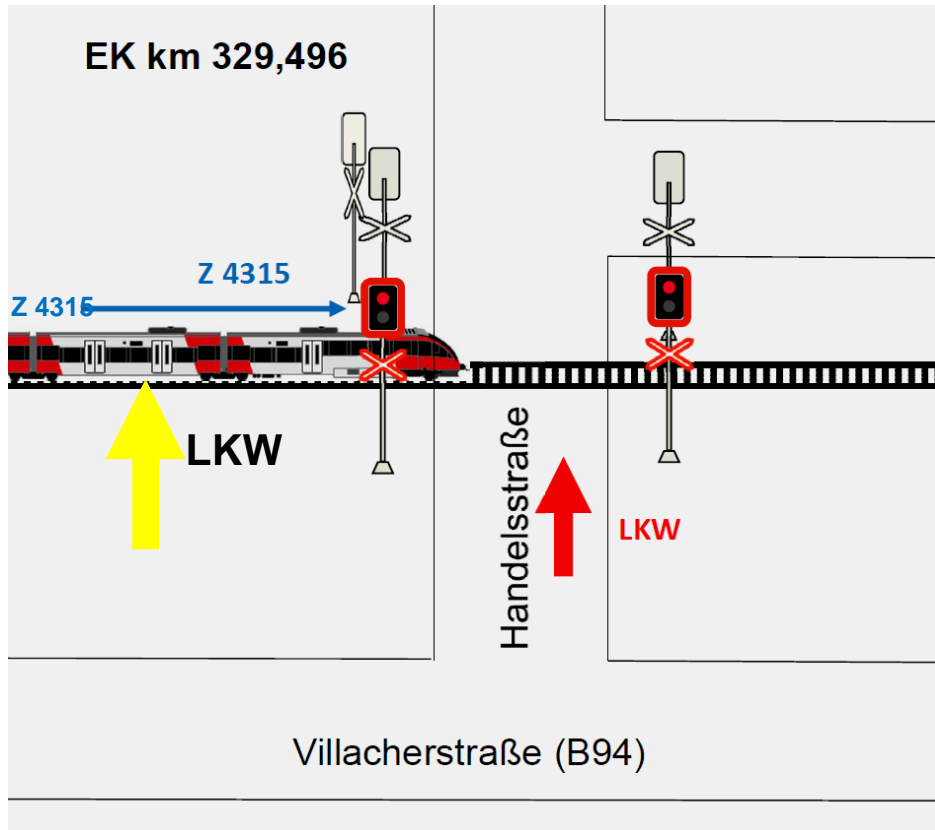 EK km 329,496
Z 4315
Z 4315
LKW
Handelsstraße
LKW
Villacherstraße (B94)